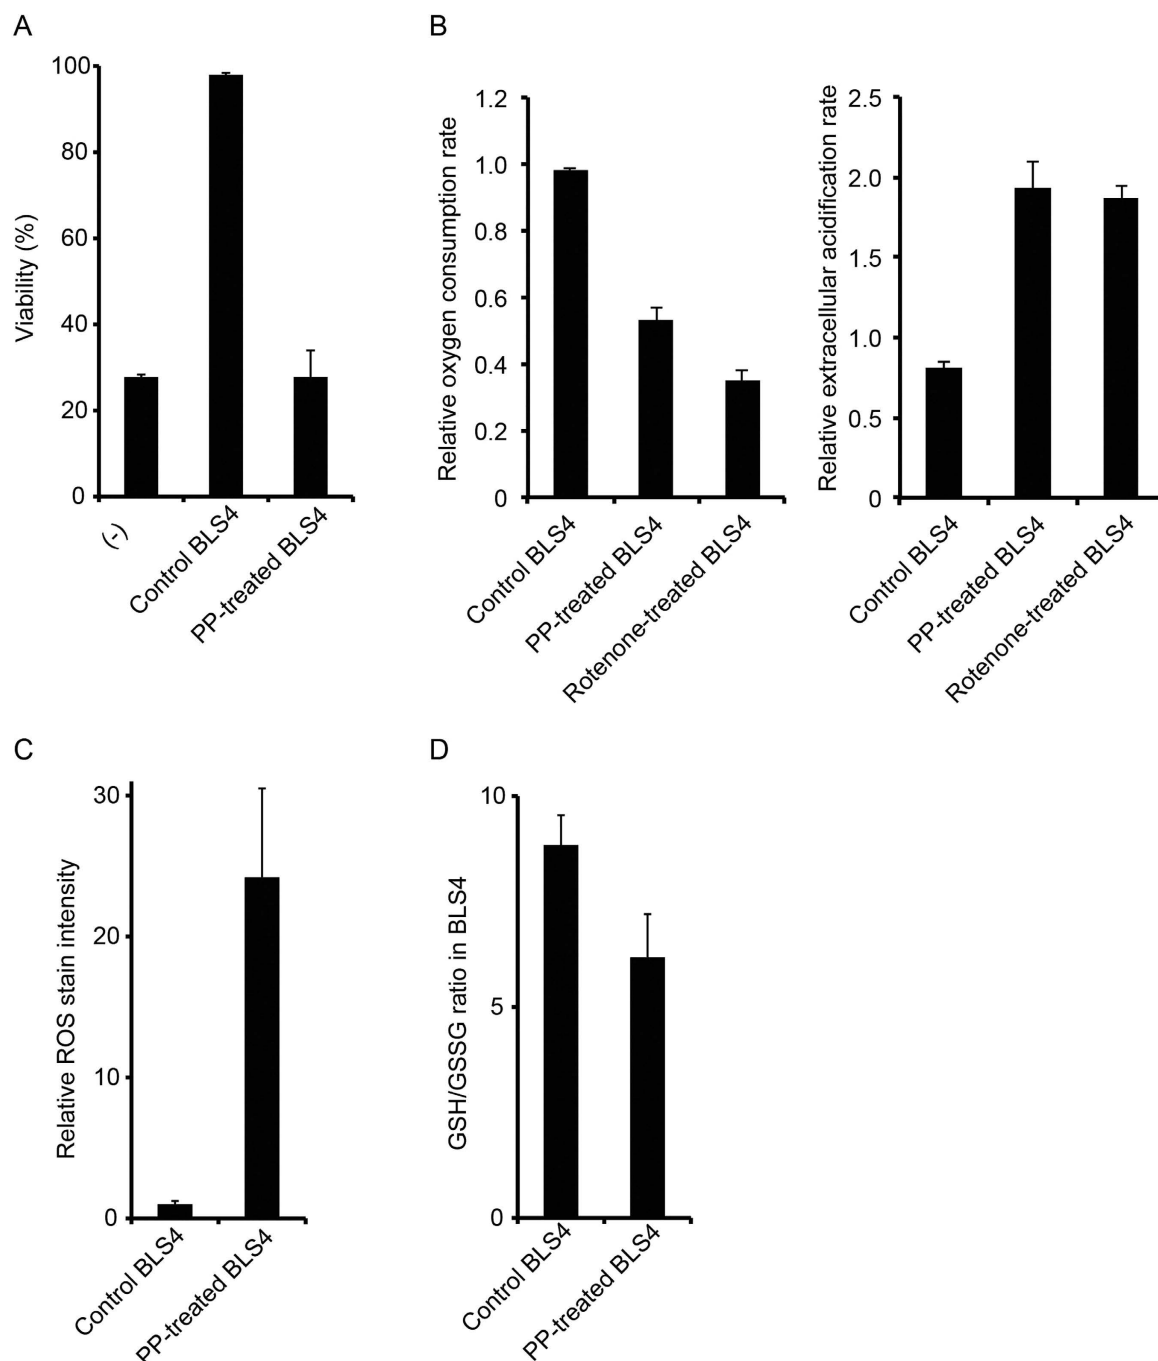 A
Viability (%)
100
80
60
40
20
0
(-)
Control BLS4
PP-treated BLS4
B
Relative oxygen consumption rate
1.2
1.0
0.8
0.6
0.4
0.2
0
Control BLS4
PP-treated BLS4
Rotenone-treated BLS4
Relative extracellular acidification rate
2.5
2.0
1.5
1.0
0.5
0
Control BLS4
PP-treated BLS4
Rotenone-treated BLS4
C
Relative ROS stain intensity
30
20
10
0
Control BLS4
PP-treated BLS4
D
GSH/GSSG ratio in BLS4
10
5
0
Control BLS4
PP-treated BLS4